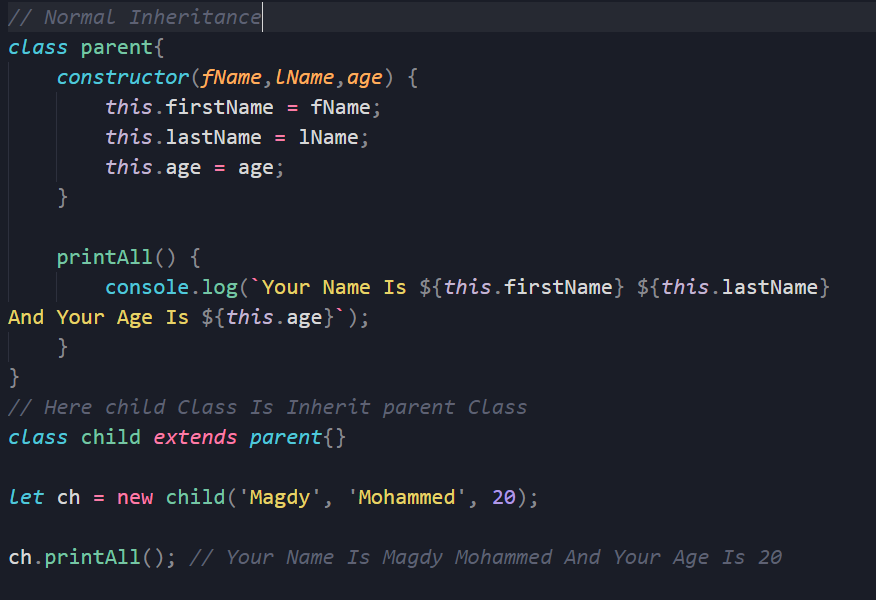 // Normal Inheritance
class parent{
    constructor(fName,lName,age) {
        this.firstName = fName;
        this.lastName = lName;
        this.age = age;
    }

    printAll() {
        console.log(`Your Name Is ${this.firstName} ${this.lastName}
And Your Age Is ${this.age}`);
    }
}
// Here child Class Is Inherit parent Class
class child extends parent{}

let ch = new child('Magdy', 'Mohammed', 20);

ch.printAll(); // Your Name Is Magdy Mohammed And Your Age Is 20